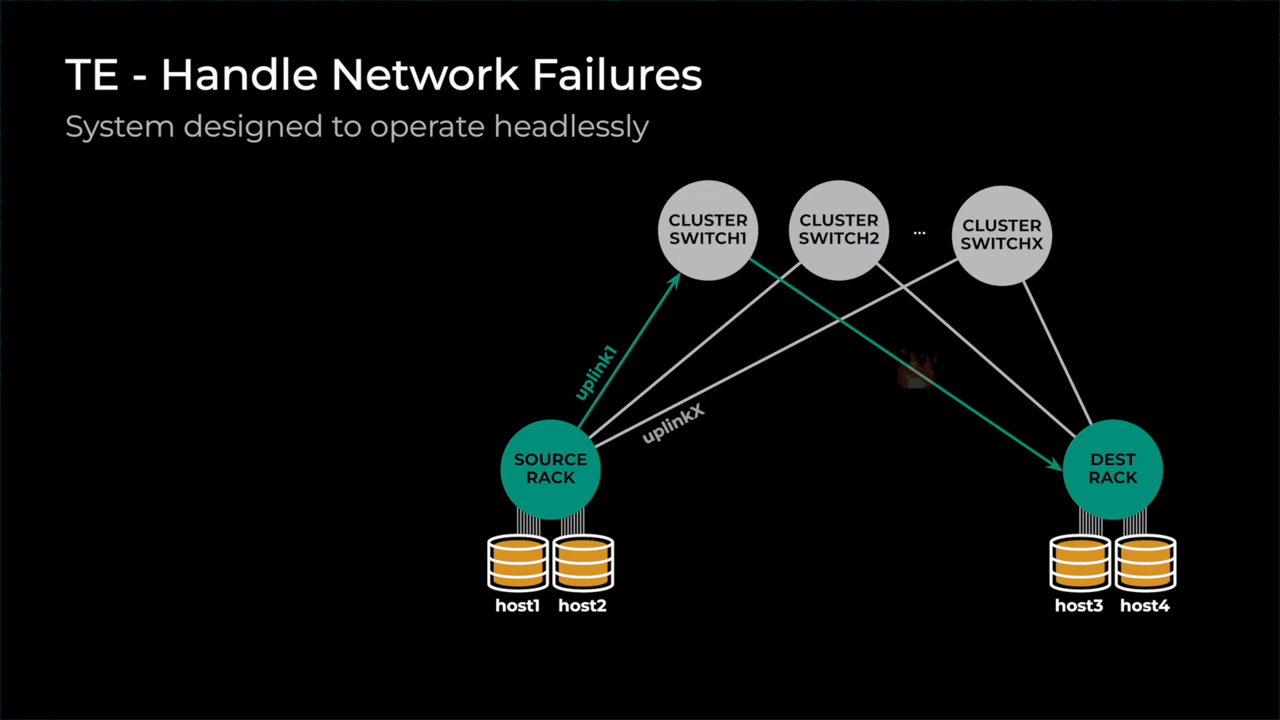 TE - Handle Network Failures
System designed to operate headlessly
CLUSTER
SWITCH1
CLUSTER
SWITCH2
...
CLUSTER
SWITCHX
uplink1
uplinkX
SOURCE
RACK
DEST
RACK
host1
host2
host3
host4